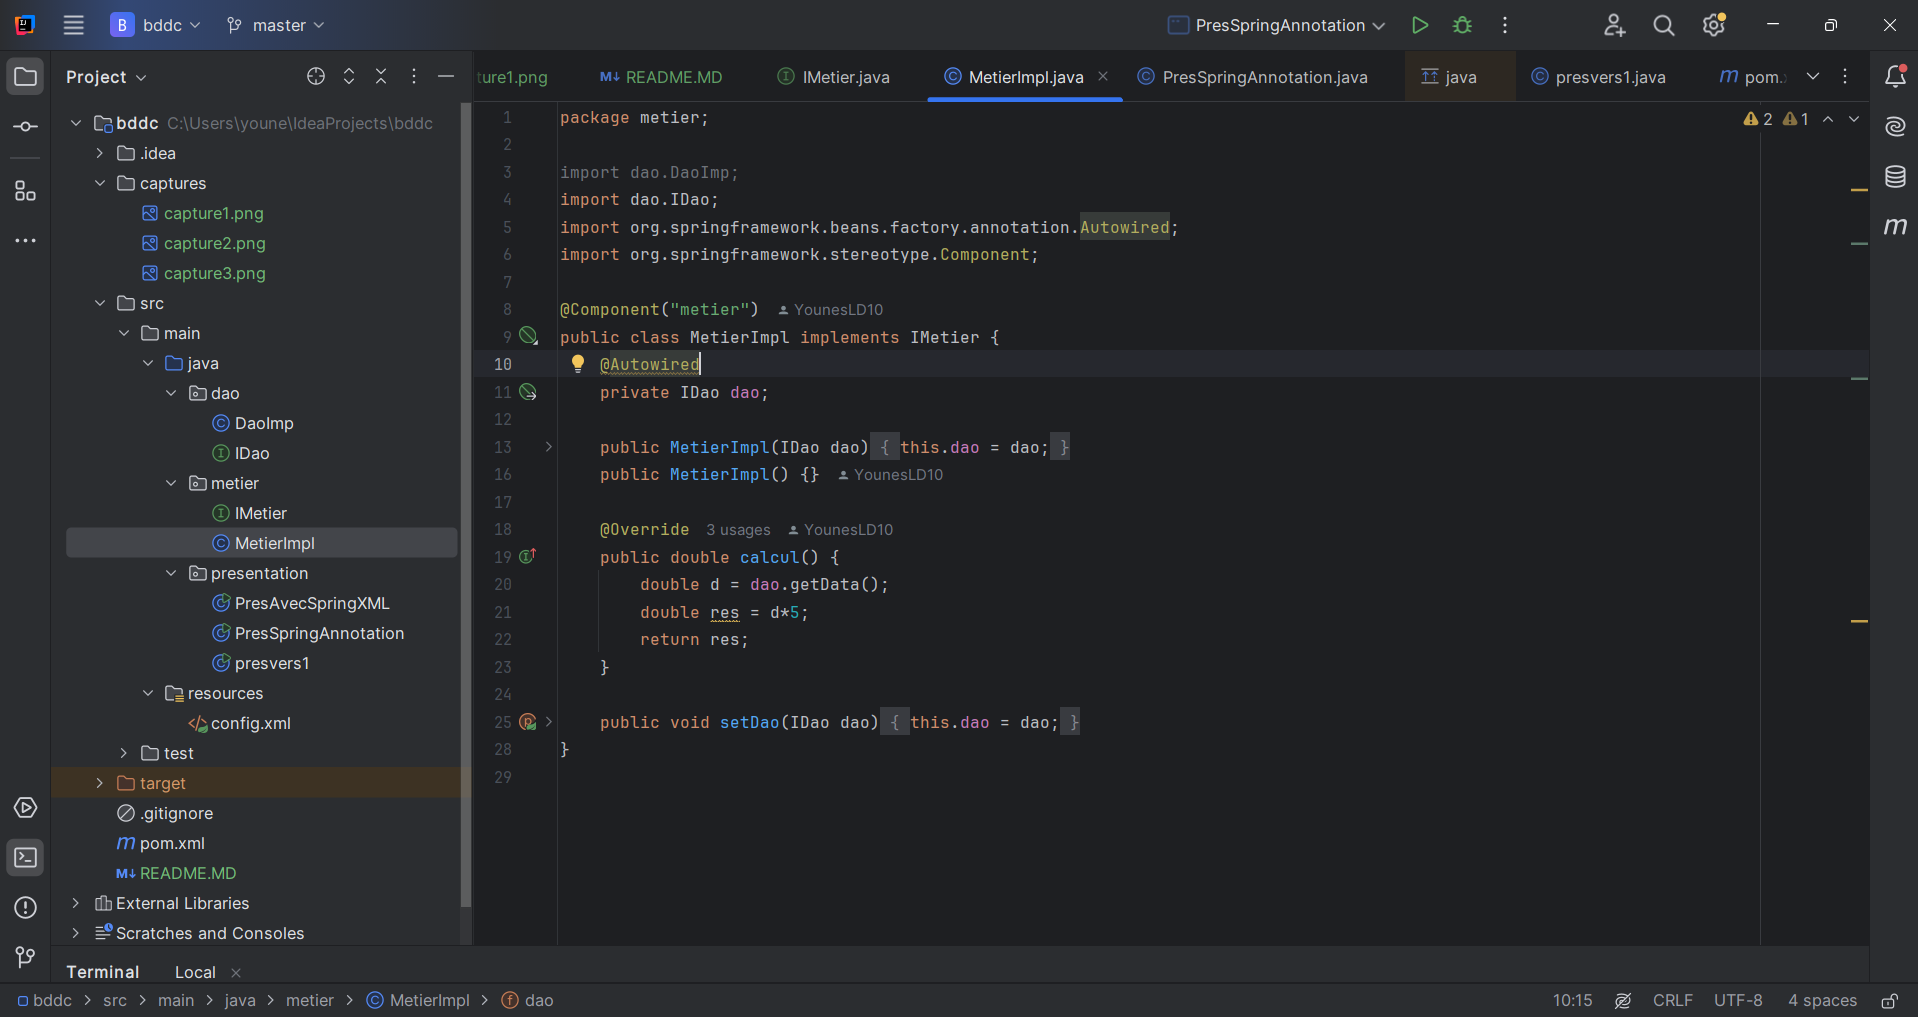 B bddc master PresSpringAnnotation
Project
ture1.png README.MD IMetier.java MetierImpl.java PresSpringAnnotation.java java presvers1.java pom.
bddc C:\Users\youne\IdeaProjects\bddc
.idea
captures
capture1.png
capture2.png
capture3.png
src
main
java
dao
DaoImp
IDao
metier
IMetier
MetierImpl
presentation
PresAvecSpringXML
PresSpringAnnotation
presvers1
resources
config.xml
test
target
.gitignore
pom.xml
README.MD
External Libraries
Scratches and Consoles
2 1
1 package metier;
2
3 import dao.DaoImp;
4 import dao.IDao;
5 import org.springframework.beans.factory.annotation.Autowired;
6 import org.springframework.stereotype.Component;
7
8 @Component("metier") YounesLD10
9 public class MetierImpl implements IMetier {
10 @Autowired
11 private IDao dao;
12
13 public MetierImpl(IDao dao) { this.dao = dao; }
16 public MetierImpl() {} YounesLD10
17
18 @Override 3 usages YounesLD10
19 public double calcul() {
20 double d = dao.getData();
21 double res = d*5;
22 return res;
23 }
24
25 public void setDao(IDao dao) { this.dao = dao; }
28 }
29
Terminal Local
bddc > src > main > java > metier > MetierImpl > dao 10:15 CRLF UTF-8 4 spaces